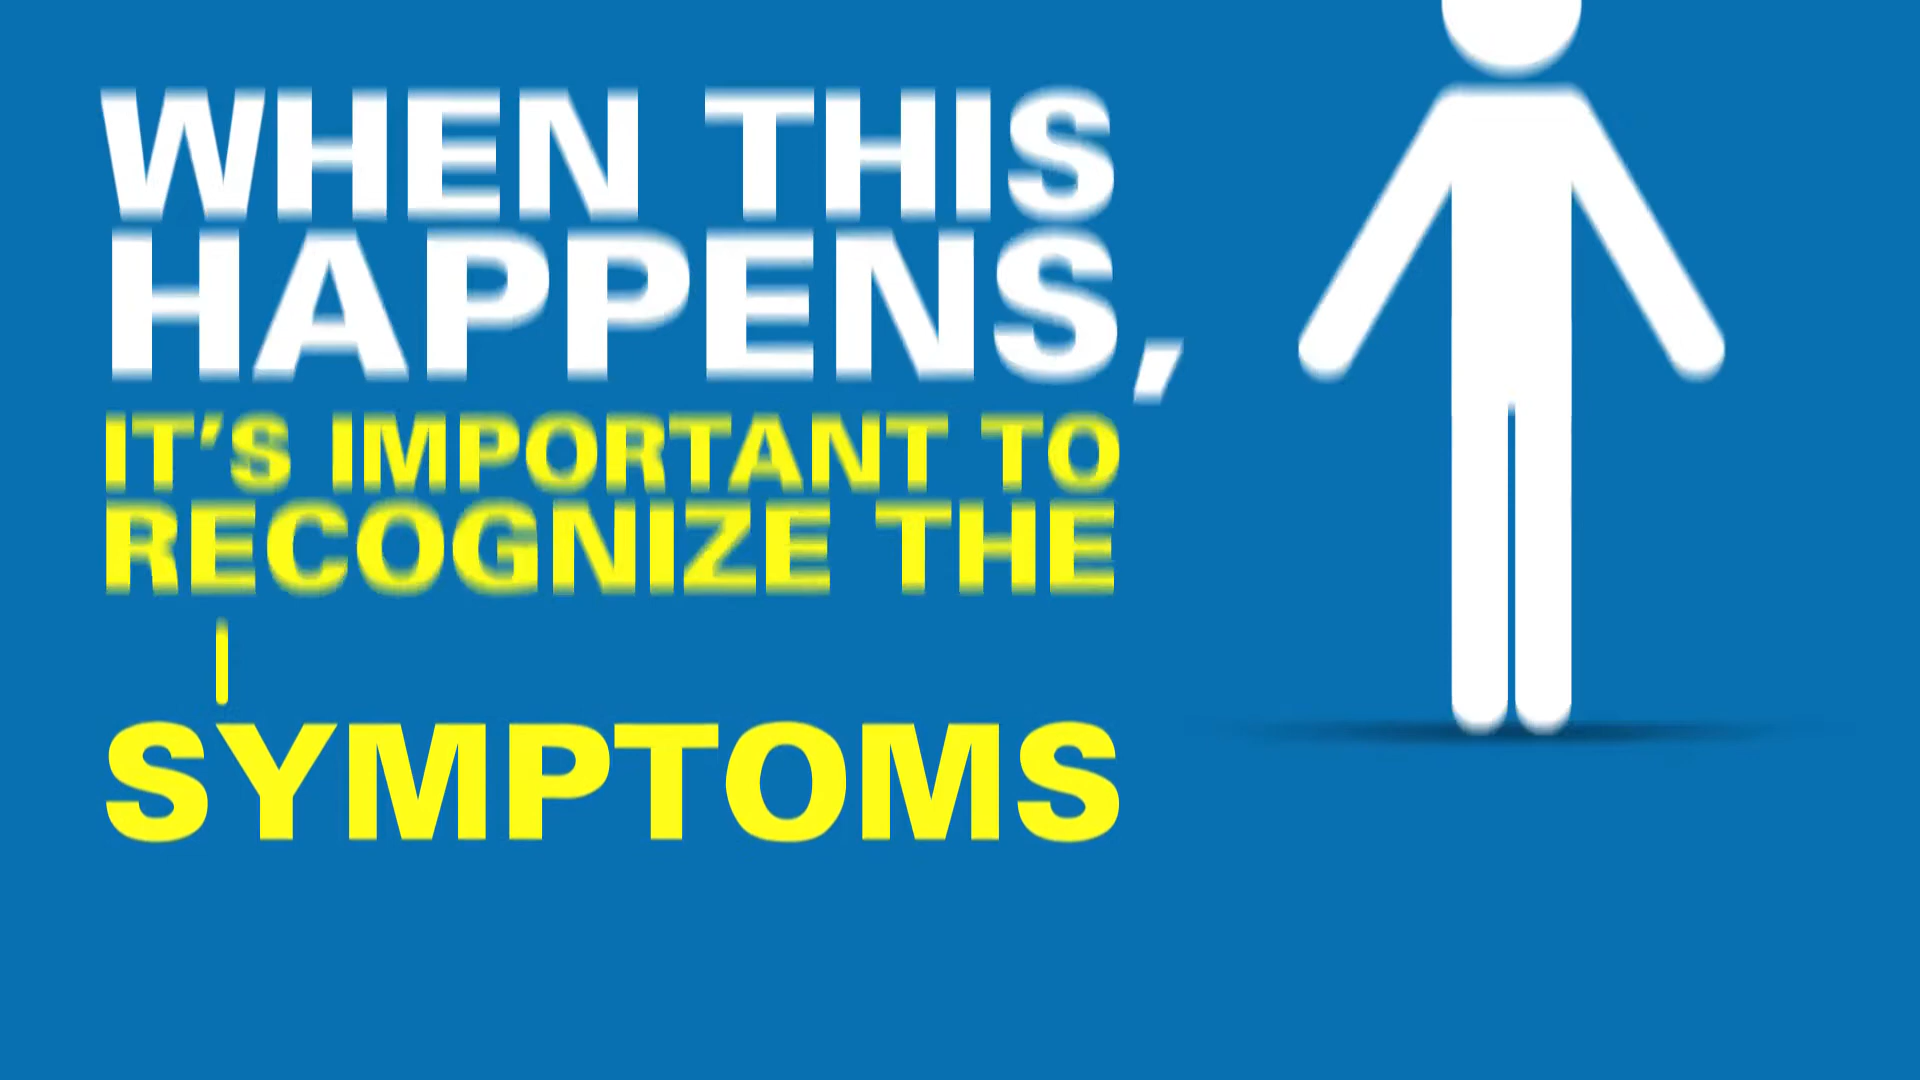 WHEN THIS
HAPPENS,
IT’S IMPORTANT TO
RECOGNIZE THE
SYMPTOMS